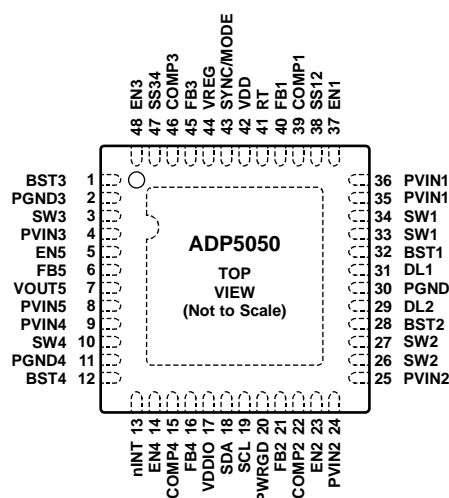 48 EN3
47 SS34
46 COMP3
45 FB3
44 VREG
43 SYNC/MODE
42 VDD
41 RT
40 FB1
39 COMP1
38 SS12
37 EN1
BST3 1
PGND3 2
SW3 3
PVIN3 4
EN5 5
FB5 6
VOUT5 7
PVIN5 8
PVIN4 9
SW4 10
PGND4 11
BST4 12
ADP5050
TOP
VIEW
(Not to Scale)
36 PVIN1
35 PVIN1
34 SW1
33 SW1
32 BST1
31 DL1
30 PGND
29 DL2
28 BST2
27 SW2
26 SW2
25 PVIN2
nINT 13
EN4 14
COMP4 15
FB4 16
VDDIO 17
SDA 18
SCL 19
PWRGD 20
FB2 21
COMP2 22
EN2 23
PVIN2 24